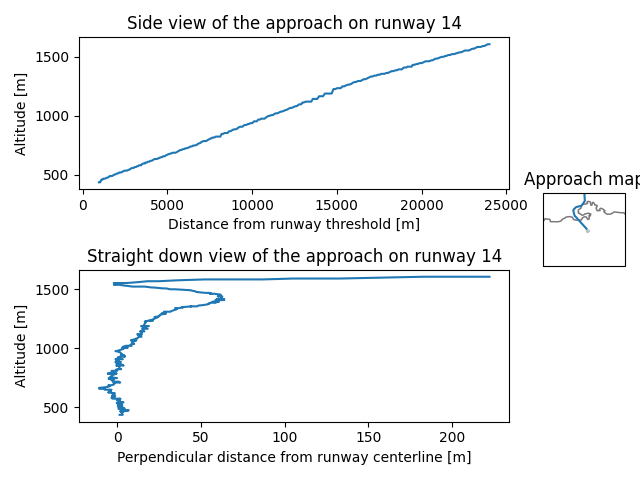 Side view of the approach on runway 14
Altitude [m]
1500
1000
500
0
5000
10000
15000
20000
25000
Distance from runway threshold [m]
Approach map
Straight down view of the approach on runway 14
Altitude [m]
1500
1000
500
0
50
100
150
200
Perpendicular distance from runway centerline [m]